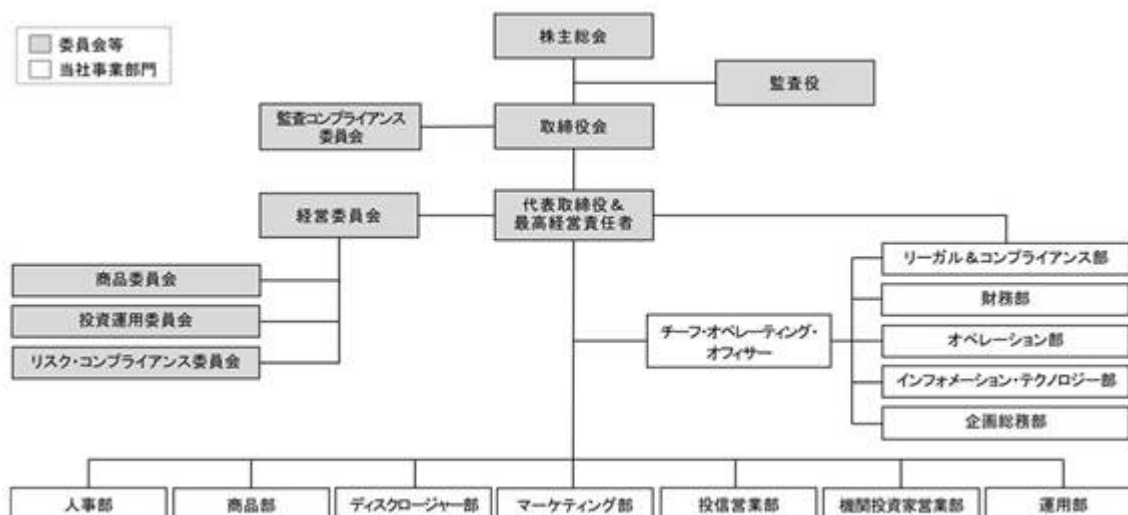 委員会等
当社事業部門
株主総会
監査役
監査コンプライアンス
委員会
取締役会
経営委員会
代表取締役＆
最高経営責任者
商品委員会
投資運用委員会
リスク・コンプライアンス委員会
チーフ・オペレーティング・
オフィサー
リーガル＆コンプライアンス部
財務部
オペレーション部
インフォメーション・テクノロジー部
企画総務部
人事部
商品部
ディスクロージャー部
マーケティング部
投信営業部
機関投資家営業部
運用部